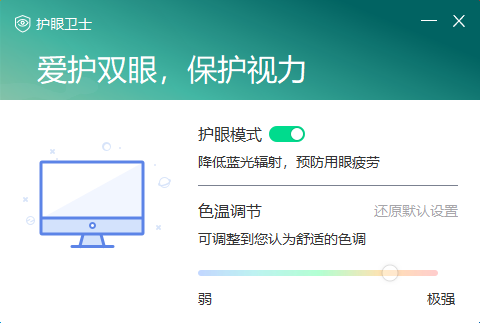 护眼卫士
爱护双眼，保护视力
护眼模式
降低蓝光辐射，预防用眼疲劳
色温调节 还原默认设置
可调整到您认为舒适的色调
弱 极强